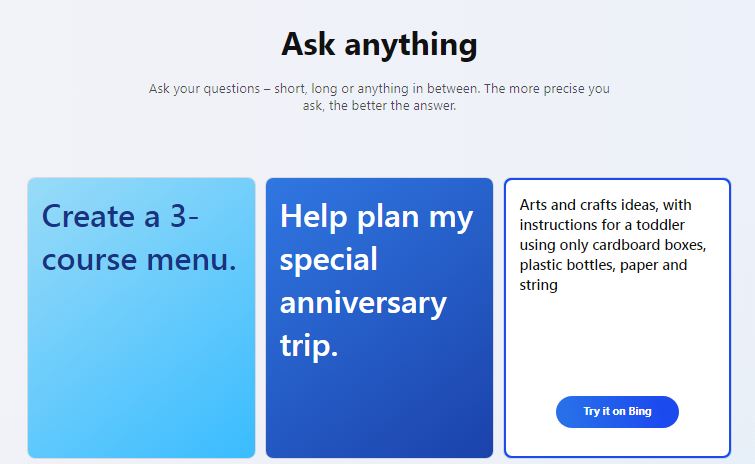 Ask anything
Ask your questions – short, long or anything in between. The more precise you
ask, the better the answer.
Create a 3-
course menu.
Help plan my
special
anniversary
trip.
Arts and crafts ideas, with
instructions for a toddler
using only cardboard boxes,
plastic bottles, paper and
string
Try it on Bing